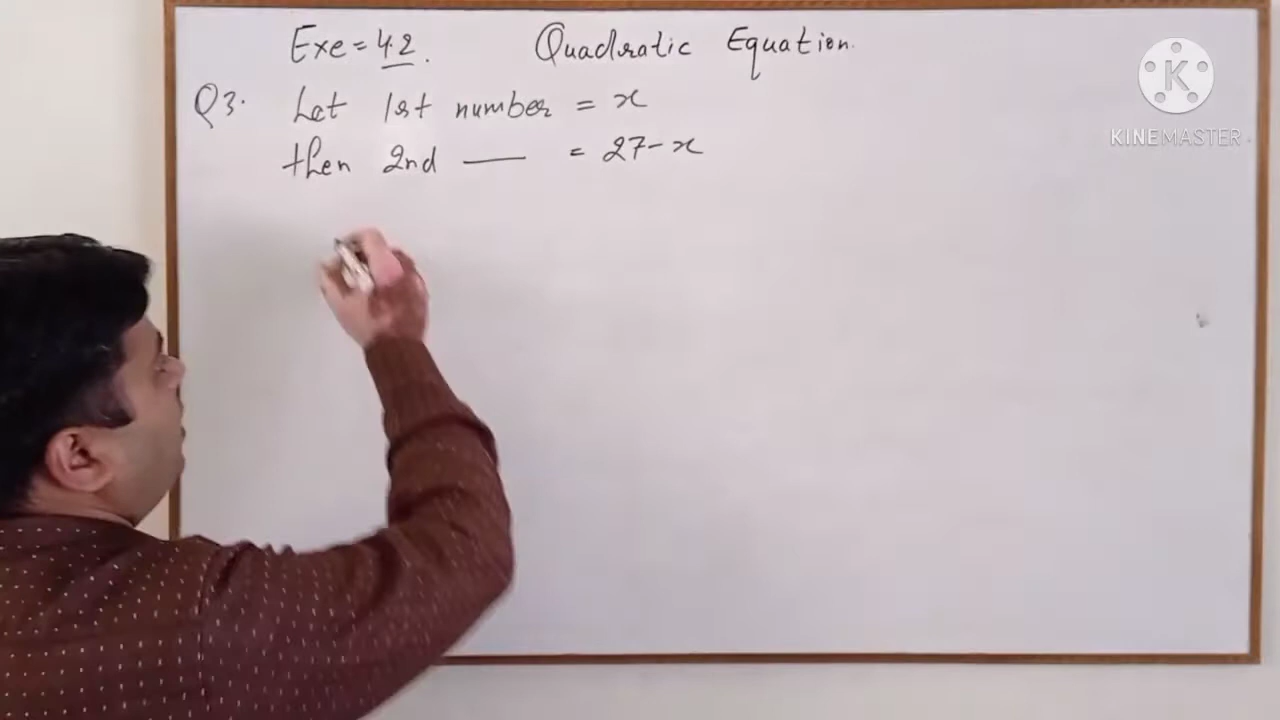 Exe = 4.2. Quadratic Equation.
Q3. Let 1st number = x
then 2nd —— = 27 - x
K
KINEMASTER